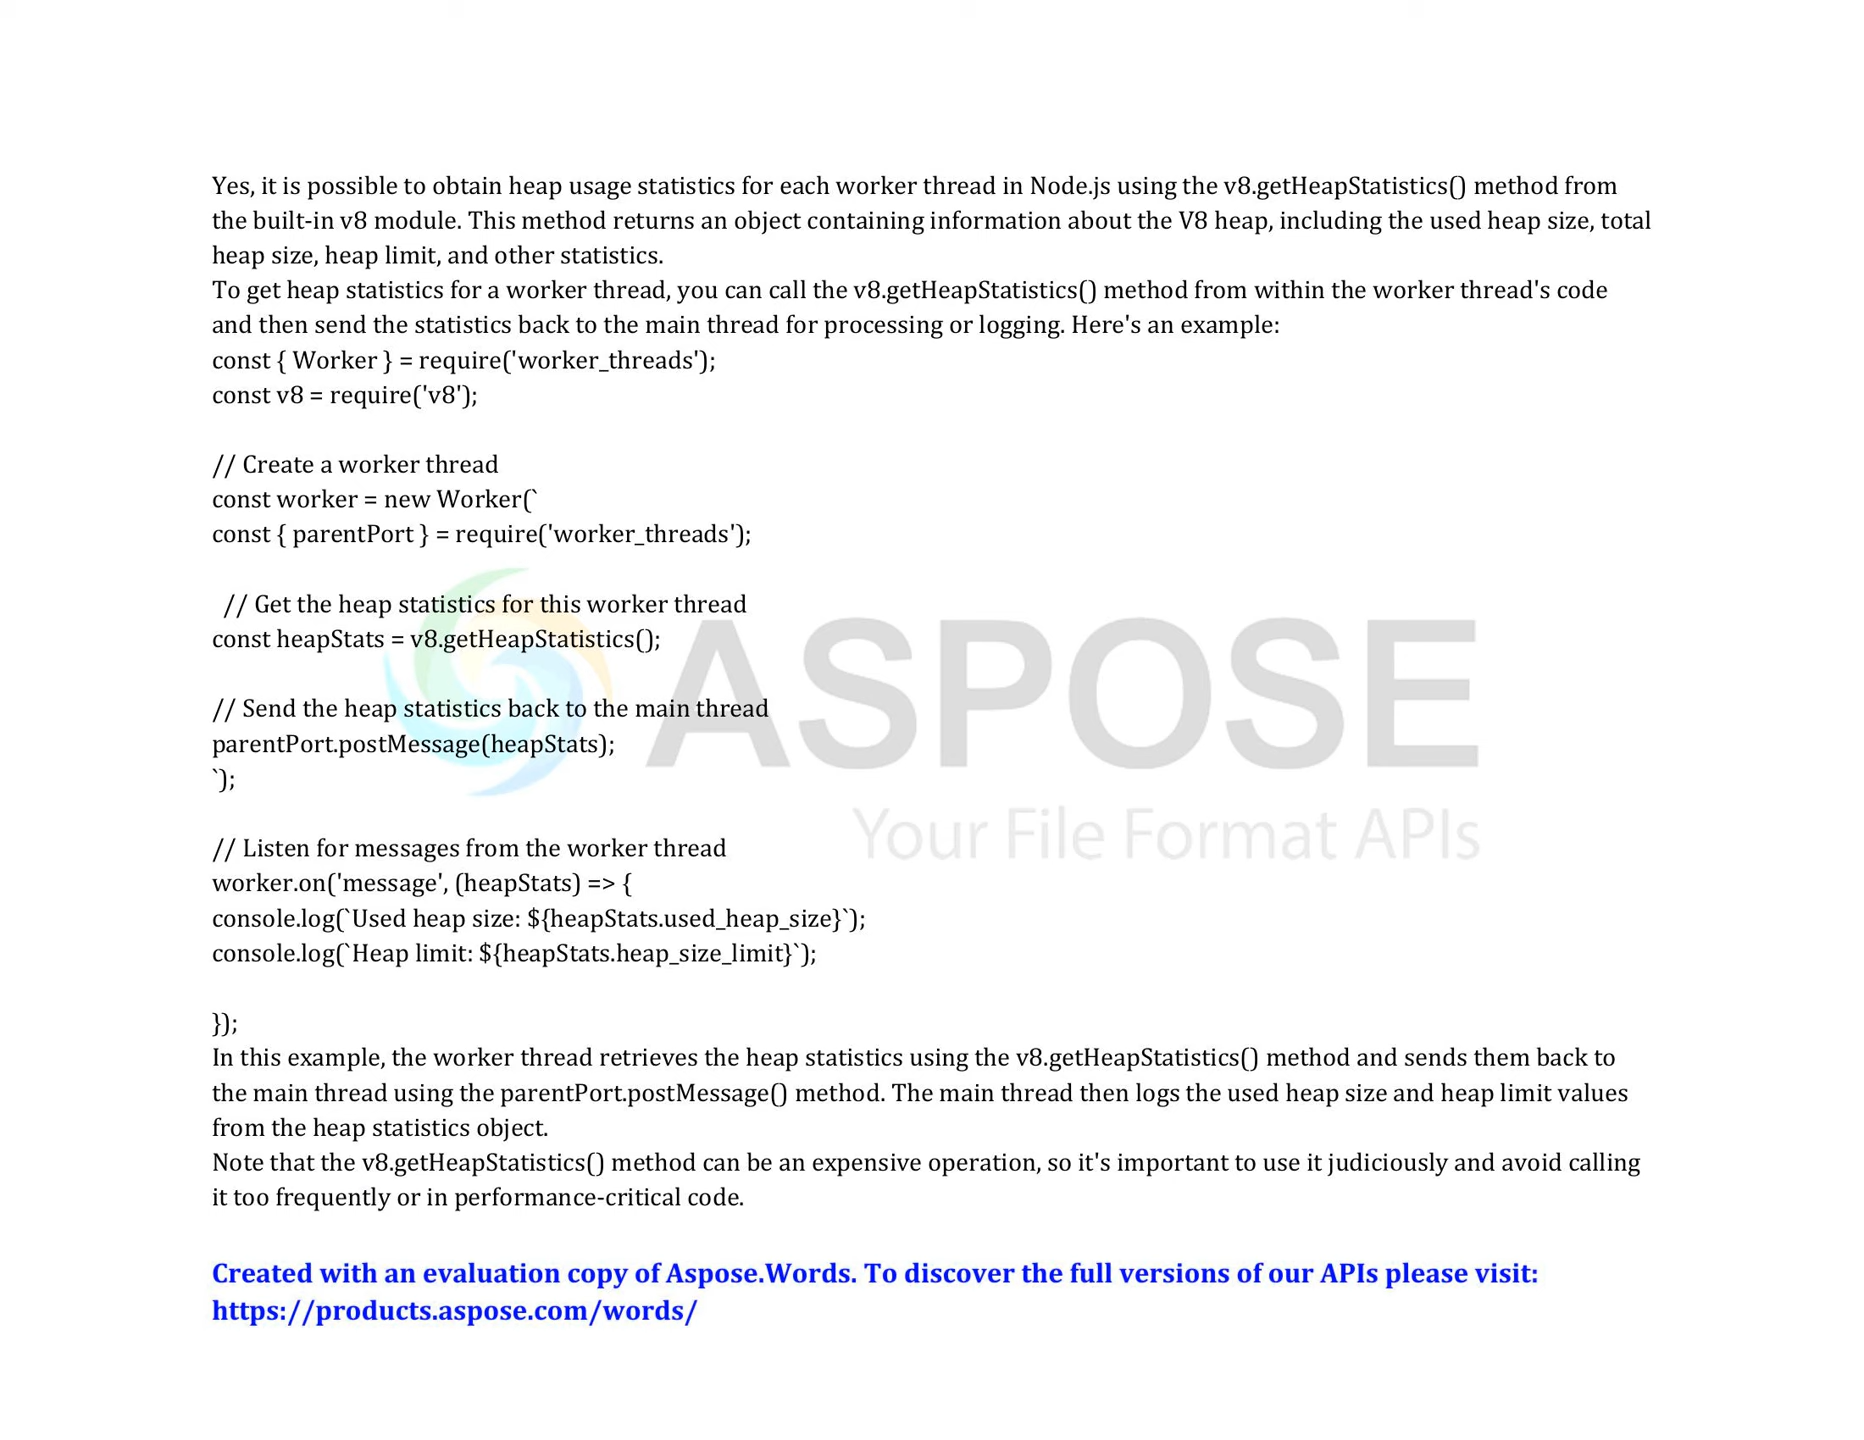 Yes, it is possible to obtain heap usage statistics for each worker thread in Node.js using the v8.getHeapStatistics() method from
the built-in v8 module. This method returns an object containing information about the V8 heap, including the used heap size, total
heap size, heap limit, and other statistics.
To get heap statistics for a worker thread, you can call the v8.getHeapStatistics() method from within the worker thread's code
and then send the statistics back to the main thread for processing or logging. Here's an example:
const { Worker } = require('worker_threads');
const v8 = require('v8');

// Create a worker thread
const worker = new Worker(`
const { parentPort } = require('worker_threads');

// Get the heap statistics for this worker thread
const heapStats = v8.getHeapStatistics();

// Send the heap statistics back to the main thread
parentPort.postMessage(heapStats);
`);

// Listen for messages from the worker thread
worker.on('message', (heapStats) => {
console.log(`Used heap size: ${heapStats.used_heap_size}`);
console.log(`Heap limit: ${heapStats.heap_size_limit}`);

});
In this example, the worker thread retrieves the heap statistics using the v8.getHeapStatistics() method and sends them back to
the main thread using the parentPort.postMessage() method. The main thread then logs the used heap size and heap limit values
from the heap statistics object.
Note that the v8.getHeapStatistics() method can be an expensive operation, so it's important to use it judiciously and avoid calling
it too frequently or in performance-critical code.

Created with an evaluation copy of Aspose.Words. To discover the full versions of our APIs please visit:
https://products.aspose.com/words/
ASPOSE
Your File Format APIs